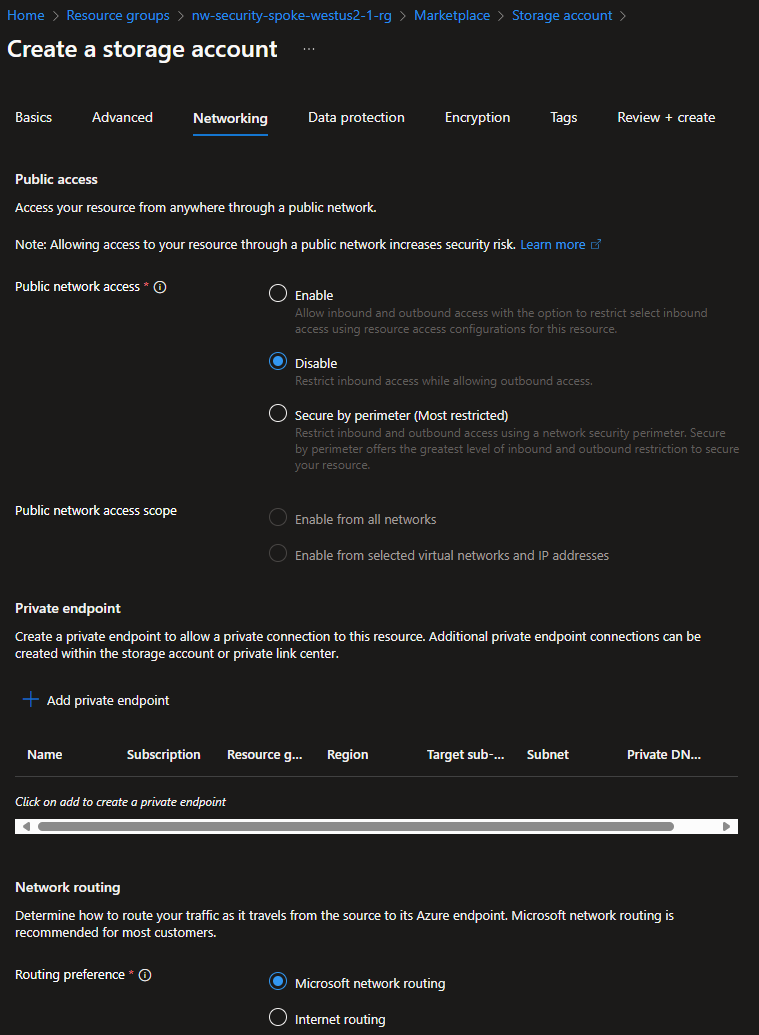 Home > Resource groups > nw-security-spoke-westus2-1-rg > Marketplace > Storage account >
Create a storage account ...
Basics Advanced Networking Data protection Encryption Tags Review + create
Public access
Access your resource from anywhere through a public network.
Note: Allowing access to your resource through a public network increases security risk. Learn more
Public network access *
Enable
Allow inbound and outbound access with the option to restrict select inbound
access using resource access configurations for this resource.
Disable
Restrict inbound access while allowing outbound access.
Secure by perimeter (Most restricted)
Restrict inbound and outbound access using a network security perimeter. Secure
by perimeter offers the greatest level of inbound and outbound restriction to secure
your resource.
Public network access scope
Enable from all networks
Enable from selected virtual networks and IP addresses
Private endpoint
Create a private endpoint to allow a private connection to this resource. Additional private endpoint connections can be
created within the storage account or private link center.
+ Add private endpoint
Name Subscription Resource g... Region Target sub-... Subnet Private DN...
Click on add to create a private endpoint
Network routing
Determine how to route your traffic as it travels from the source to its Azure endpoint. Microsoft network routing is
recommended for most customers.
Routing preference *
Microsoft network routing
Internet routing